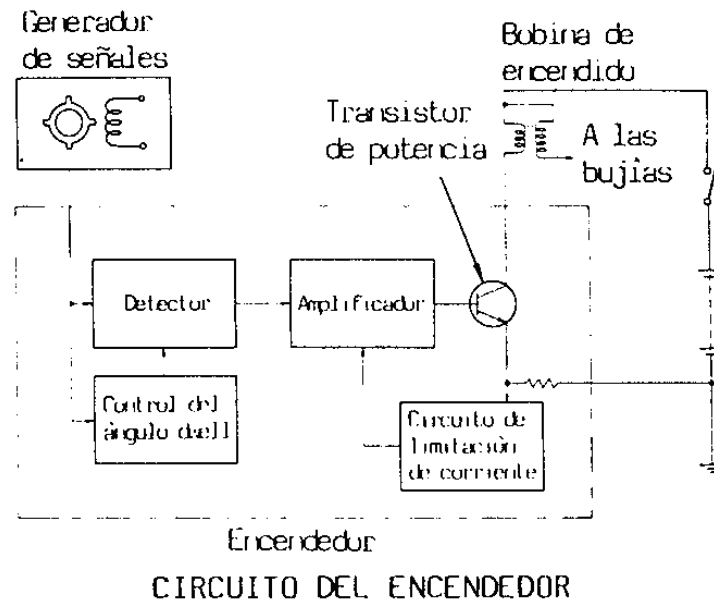 Generador
de señales
Bobina de
encendido
Transistor
de potencia
A las
bujías
Detector
Amplificador
Control del
ángulo dwell
Circuito de
limitación
de corriente
Encendedor
CIRCUITO DEL ENCENDEDOR